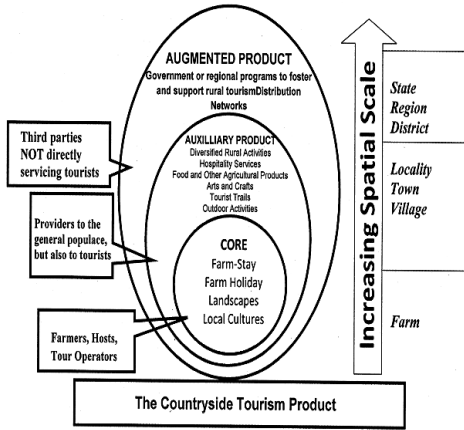 AUGMENTED PRODUCT
Government or regional programs to foster
and support rural tourismDistribution
Networks
AUXILLIARY PRODUCT
Diversified Rural Activities
Hospitality Services
Food and Other Agricultural Products
Arts and Crafts
Tourist Trails
Outdoor Activities
CORE
Farm-Stay
Farm Holiday
Landscapes
Local Cultures
Third parties
NOT directly
servicing tourists
Providers to the
general populace,
but also to tourists
Farmers, Hosts,
Tour Operators
Increasing Spatial Scale
State
Region
District
Locality
Town
Village
Farm
The Countryside Tourism Product